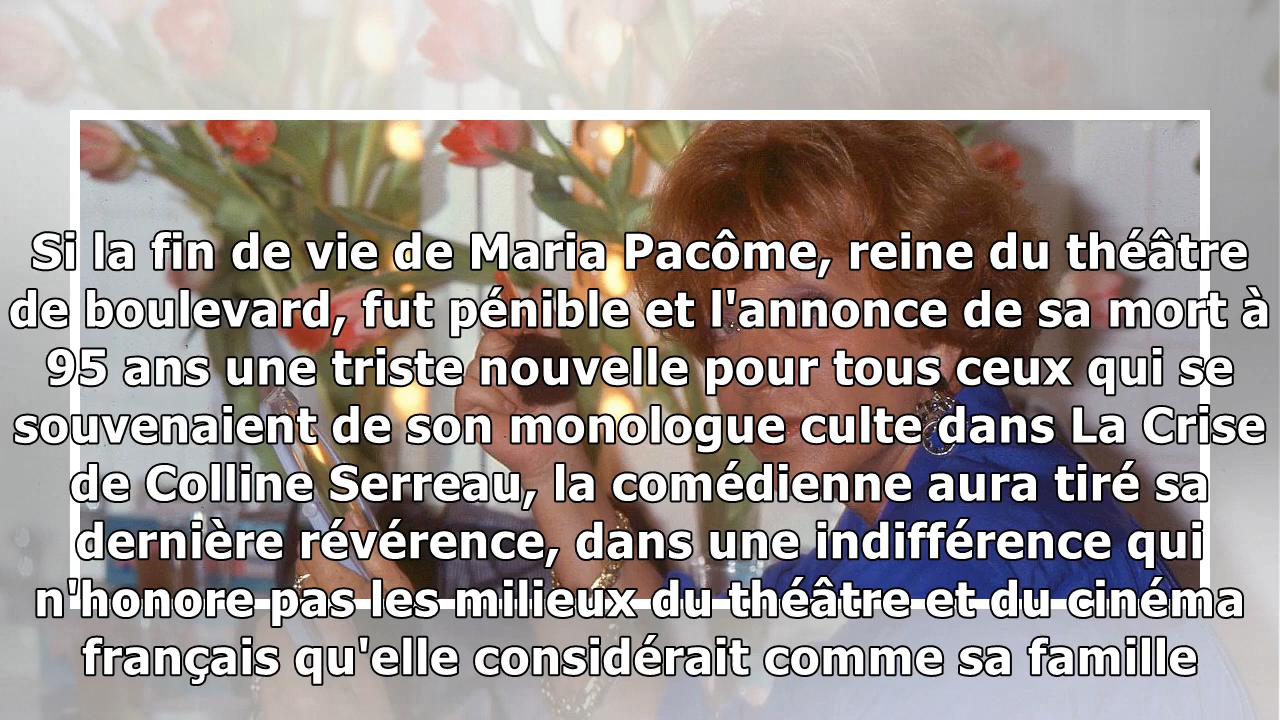 Si la fin de vie de Maria Pacôme, reine du théâtre
de boulevard, fut pénible et l'annonce de sa mort à
95 ans une triste nouvelle pour tous ceux qui se
souvenaient de son monologue culte dans La Crise
de Colline Serreau, la comédienne aura tiré sa
dernière révérence, dans une indifférence qui
n'honore pas les milieux du théâtre et du cinéma
français qu'elle considérait comme sa famille